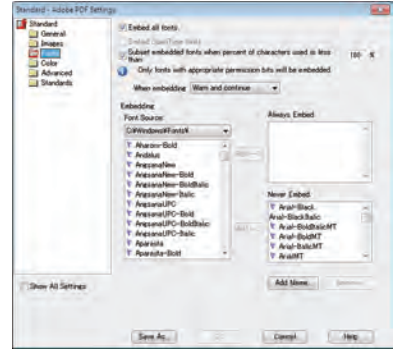 Standard - Adobe PDF Settings
Standard
General
Images
Fonts
Color
Advanced
Standards
Show All Settings
Embed all fonts
Embed OpenType fonts
Subset embedded fonts when percent of characters used is less
than
100 %
Only fonts with appropriate permission bits will be embedded
When embedding Warn and continue
Embedding
Font Source
C:¥Windows¥Fonts¥
Aharoni-Bold
Andalus
AngsanaNew
AngsanaNew-Bold
AngsanaNew-BoldItalic
AngsanaNew-Italic
AngsanaUPC
AngsanaUPC-Bold
AngsanaUPC-BoldItalic
AngsanaUPC-Italic
Aparajita
Aparajita-Bold
Always Embed
Never Embed
Arial-Black
Arial-BlackItalic
Arial-BoldItalicMT
Arial-BoldMT
Arial-ItalicMT
ArialMT
Add Name...
Save As...
Cancel
Help